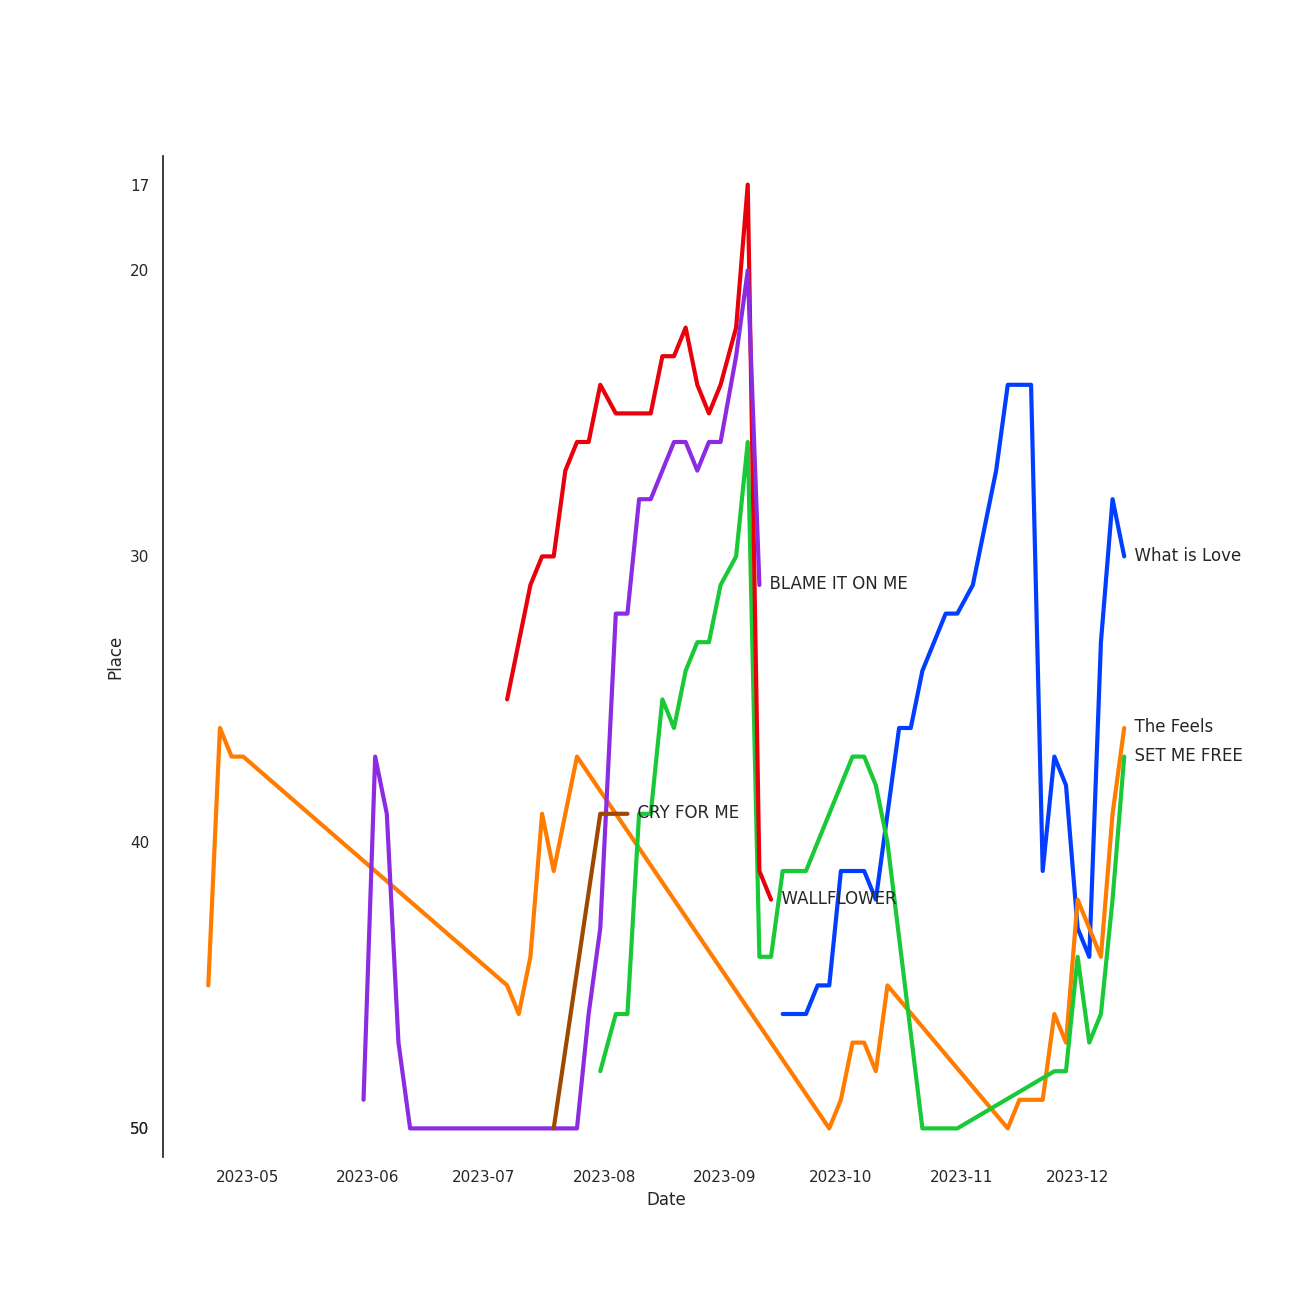 17
20
30
40
50
Place
BLAME IT ON ME
What is Love
The Feels
SET ME FREE
CRY FOR ME
WALLFLOWER
2023-05 2023-06 2023-07 2023-08 2023-09 2023-10 2023-11 2023-12
Date